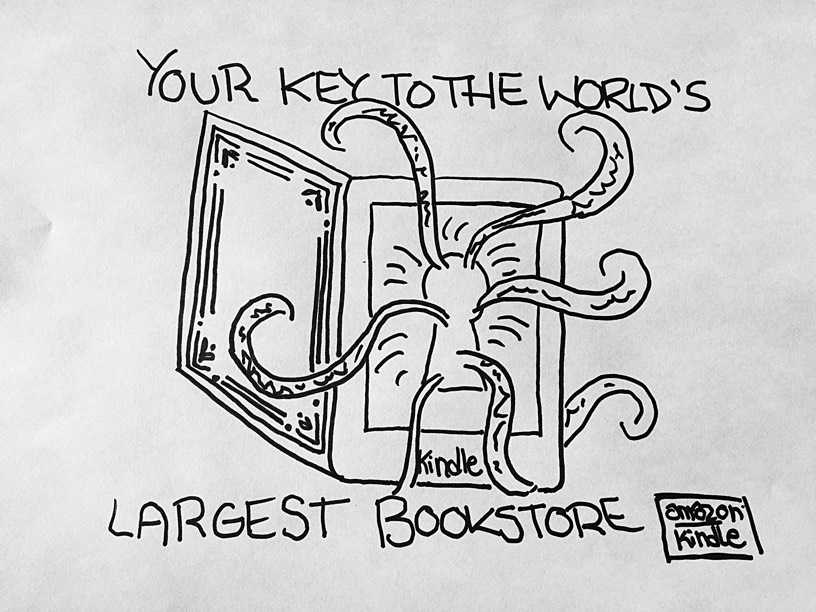 YOUR KEY TO THE WORLD'S
kindle
LARGEST BOOKSTORE
amazon
kindle